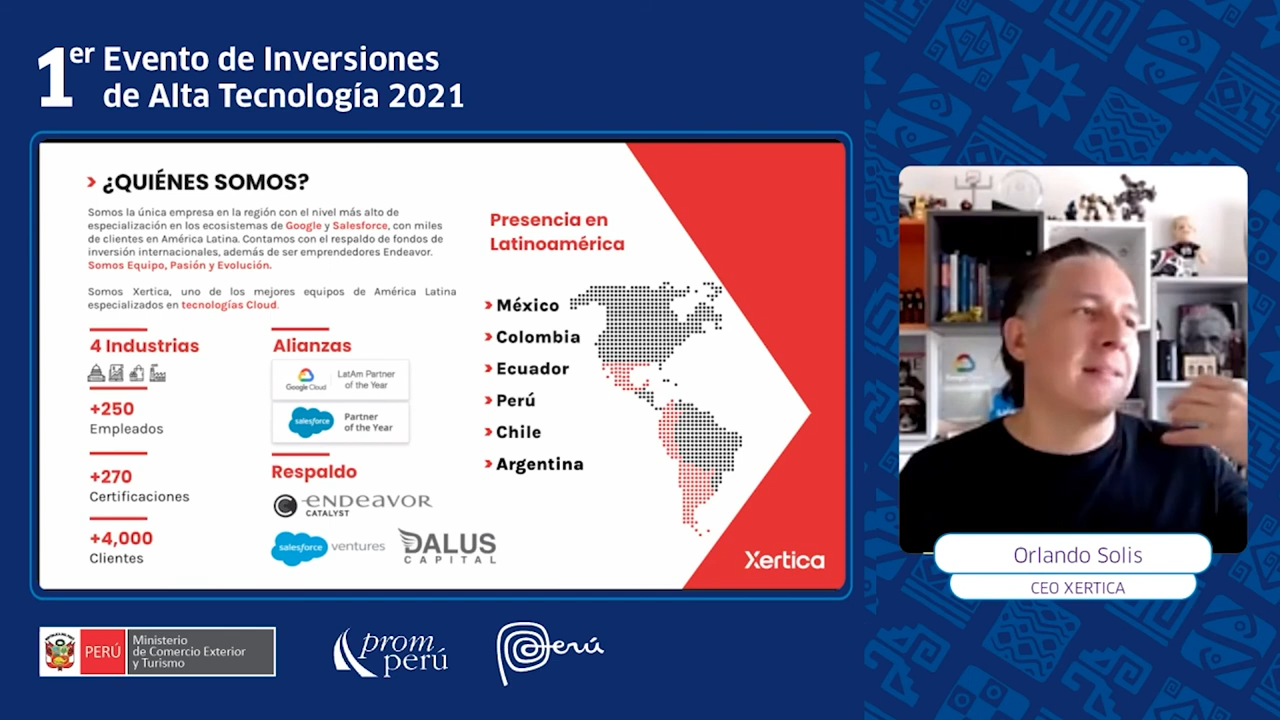 1er Evento de Inversiones
de Alta Tecnología 2021
> ¿QUIÉNES SOMOS?
Somos la única empresa en la región con el nivel más alto de
especialización en los ecosistemas de Google y Salesforce, con miles
de clientes en América Latina. Contamos con el respaldo de fondos de
inversión internacionales, además de ser emprendedores Endeavor.
Somos Equipo, Pasión y Evolución.
Somos Xertica, uno de los mejores equipos de América Latina
especializados en tecnologías Cloud.
4 Industrias
+250
Empleados
+270
Certificaciones
+4,000
Clientes
Alianzas
Google Cloud
LatAm Partner
of the Year
salesforce
Partner
of the Year
Respaldo
ENDEAVOR
CATALYST
salesforce ventures
DALUS
CAPITAL
Presencia en
Latinoamérica
> México
> Colombia
> Ecuador
> Perú
> Chile
> Argentina
Xertica
Google Cloud
Orlando Solis
CEO XERTICA
PERÚ
Ministerio
de Comercio Exterior
y Turismo
prom
perú
Perú